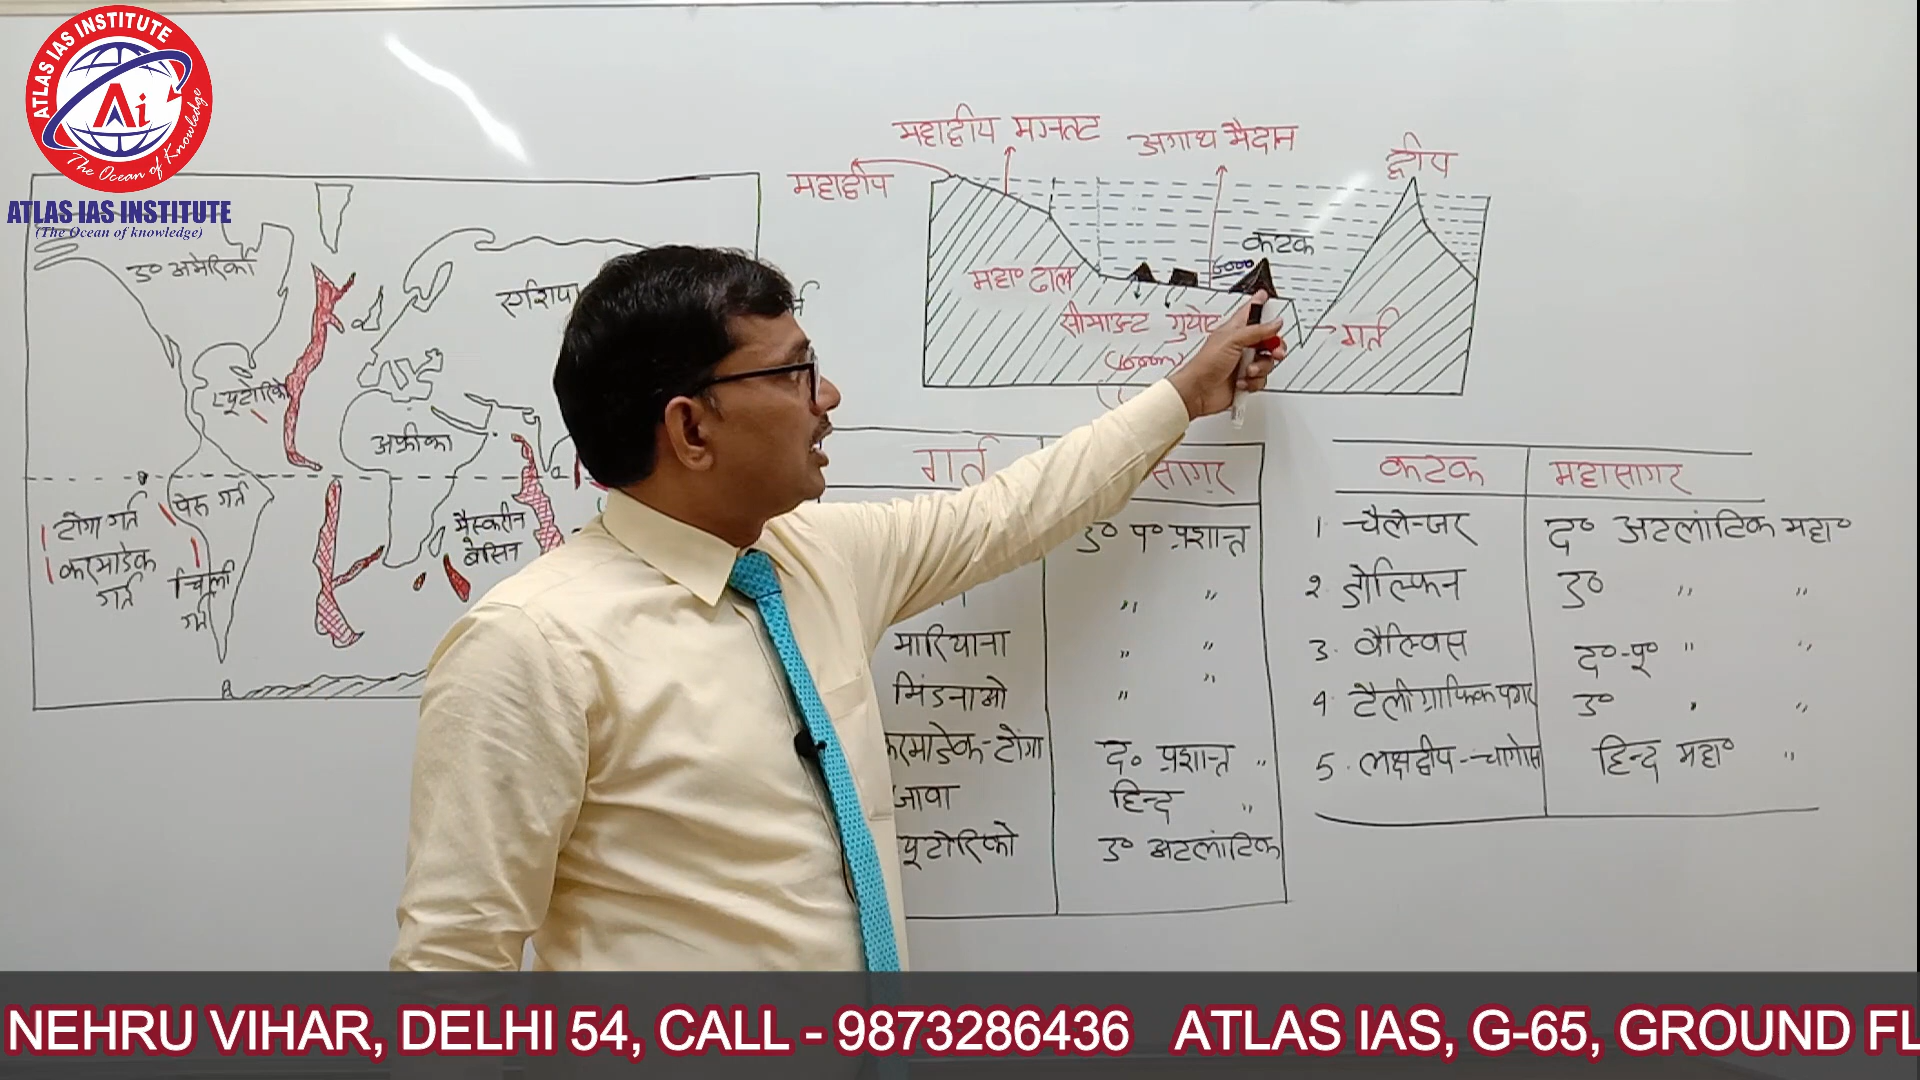 ATLAS IAS INSTITUTE
Ai
The Ocean of Knowledge
ATLAS IAS INSTITUTE
(The Ocean of knowledge)
महाद्वीप मग्नतट
अगाध मैदान
द्वीप
महाद्वीप
कटक
महा० ढाल
सीमाउन्ट
गर्त
उ० अमेरिका
एशिया
प्यूटोरिको
अफ्रीका
टोंगा गर्त
पेरू गर्त
करमाडेक
गर्त
चिली
गर्त
मैस्करीन
बेसिन
गर्त
सागर
उ० प० प्रशान्त
" "
मारियाना " "
मिंडनाओ " "
करमाडेक-टोंगा द० प्रशान्त "
जावा हिन्द "
प्यूटोरिको उ० अटलांटिक
कटक महासागर
1. चैलेन्जर द० अटलांटिक महा०
2. डोल्फिन उ० " "
3. वैल्विस द०-पू० " "
4. टैलीग्राफिक पठार उ० " "
5. लक्षद्वीप-चागोस हिन्द महा० "
NEHRU VIHAR, DELHI 54, CALL - 9873286436 ATLAS IAS, G-65, GROUND FL